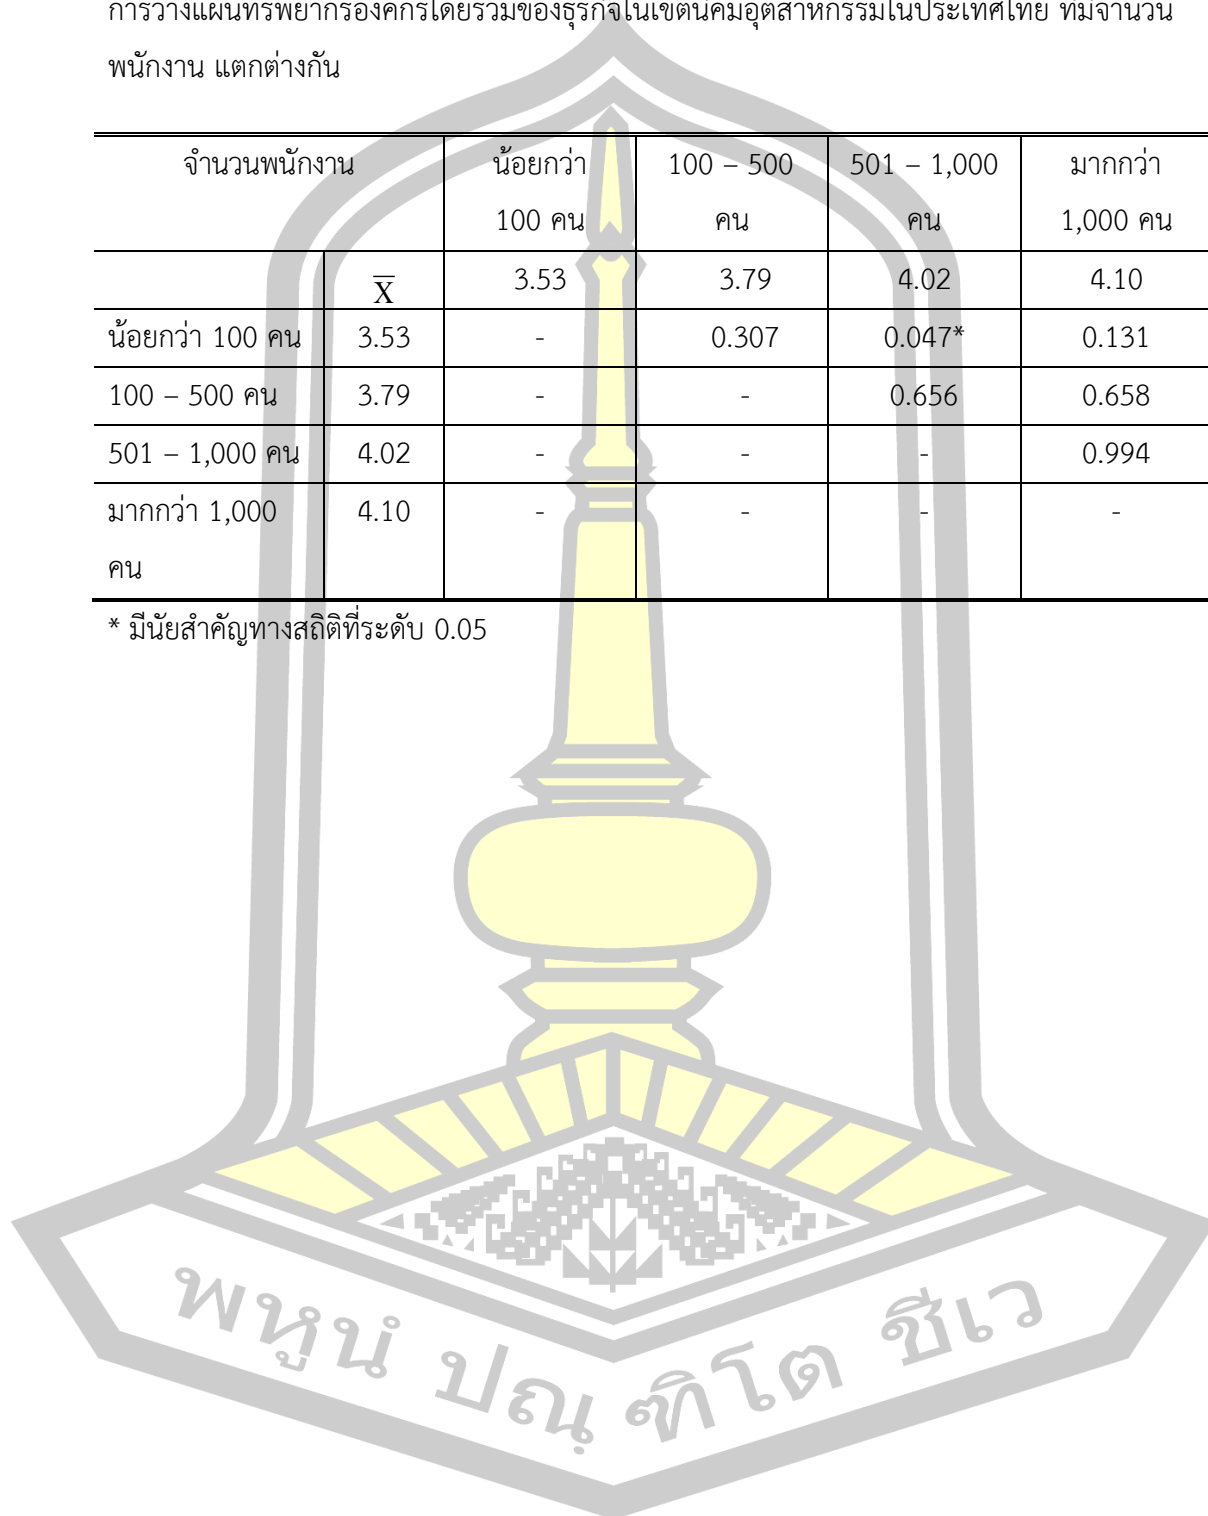 การวางแผนทรัพยากรองค์กรโดยรวมของธุรกิจในเขตนิคมอุตสาหกรรมในประเทศไทย ที่มีจำนวน
พนักงาน แตกต่างกัน
จำนวนพนักงาน น้อยกว่า 100 – 500 501 – 1,000 มากกว่า
100 คน คน คน 1,000 คน
X̅ 3.53 3.79 4.02 4.10
น้อยกว่า 100 คน 3.53 - 0.307 0.047* 0.131
100 – 500 คน 3.79 - - 0.656 0.658
501 – 1,000 คน 4.02 - - - 0.994
มากกว่า 1,000 4.10 - - - -
คน
* มีนัยสำคัญทางสถิติที่ระดับ 0.05
พหูนํ ปณฺฑิโต ชีเว